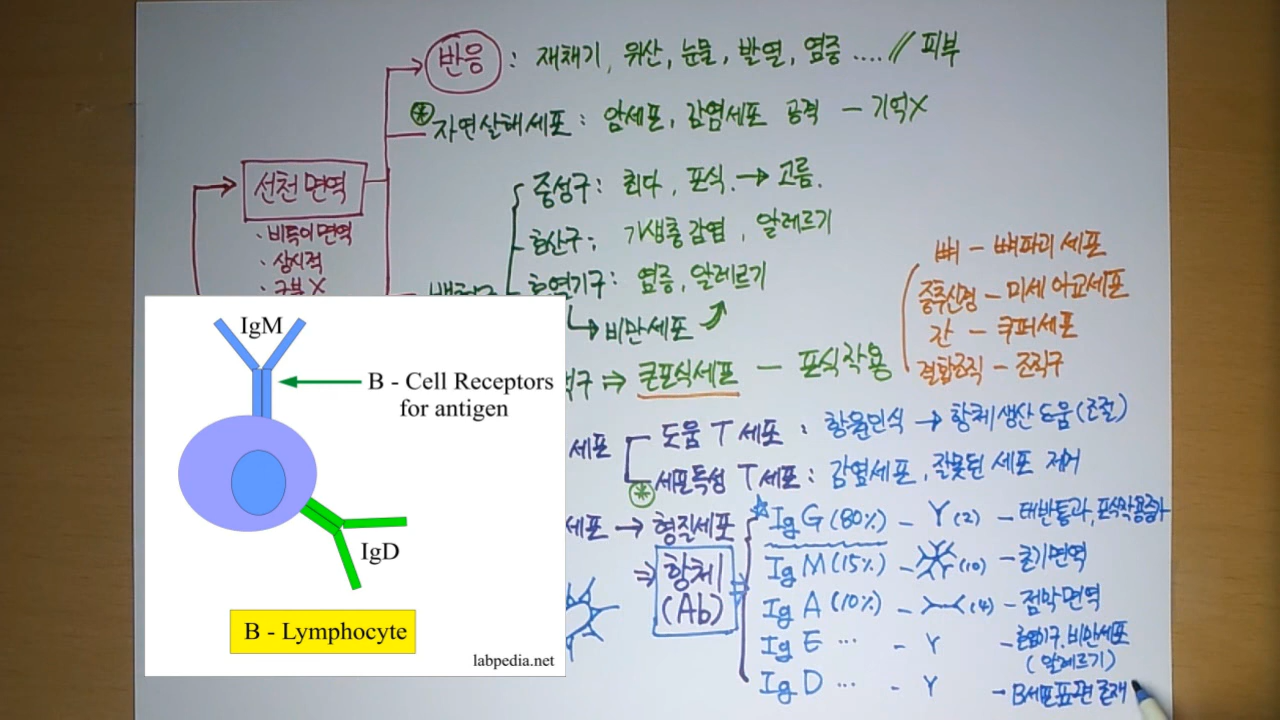 반응 : 재채기, 위산, 눈물, 발열, 염증 .... // 피부
자연살해세포 : 암세포, 감염세포 공격 - 기억X
선천 면역
· 비특이 면역
· 상시적
· 구분 X
중성구 : 최다, 포식. → 고름.
호산구 : 기생충 감염, 알레르기
호염기구 : 염증, 알레르기
→ 비만세포
⇒ 큰포식세포 - 포식작용
뼈 - 뼈파괴 세포
중추신경 - 미세 아교세포
간 - 쿠퍼세포
결합조직 - 조직구
세포
도움 T 세포 : 항원인식 → 항체 생산 도움 (조절)
세포독성 T 세포 : 감염세포, 잘못된 세포 제거
세포 → 형질세포
⇒ 항체
(Ab)
Ig G (80%) - Y (2) - 태반통과, 포식작용증가
Ig M (15%) - (10) - 초기면역
Ig A (10%) - (4) - 점막면역
Ig E ... - Y - 호염기구, 비만세포
(알레르기)
Ig D ... - Y - B세포 표면 존재
IgM
B - Cell Receptors
for antigen
IgD
B - Lymphocyte
labpedia.net